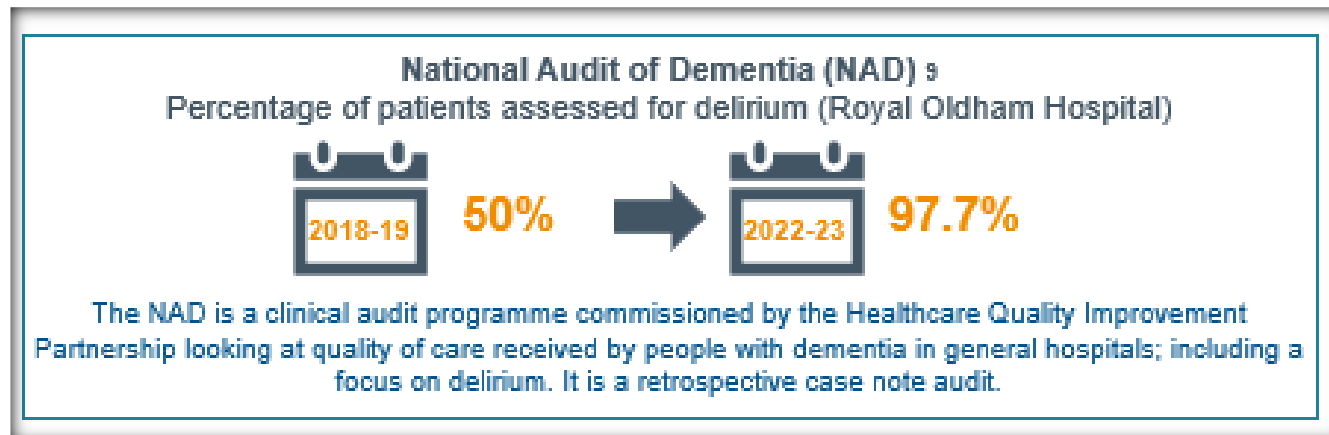 National Audit of Dementia (NAD) 9
Percentage of patients assessed for delirium (Royal Oldham Hospital)
2018-19 50% 2022-23 97.7%
The NAD is a clinical audit programme commissioned by the Healthcare Quality Improvement
Partnership looking at quality of care received by people with dementia in general hospitals; including a
focus on delirium. It is a retrospective case note audit.